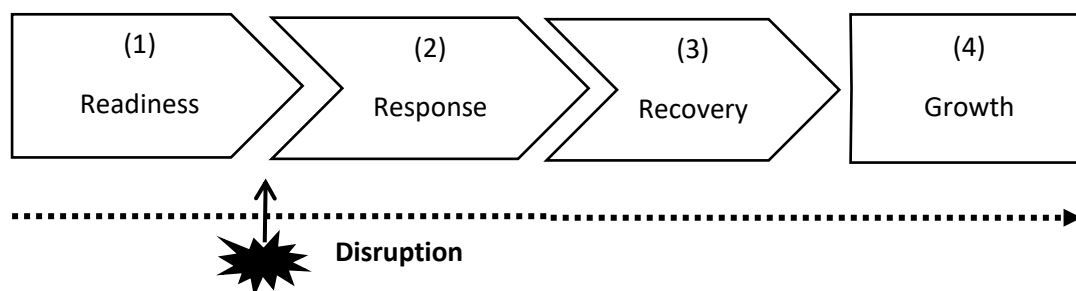 (1)
Readiness
(2)
Response
(3)
Recovery
(4)
Growth
Disruption